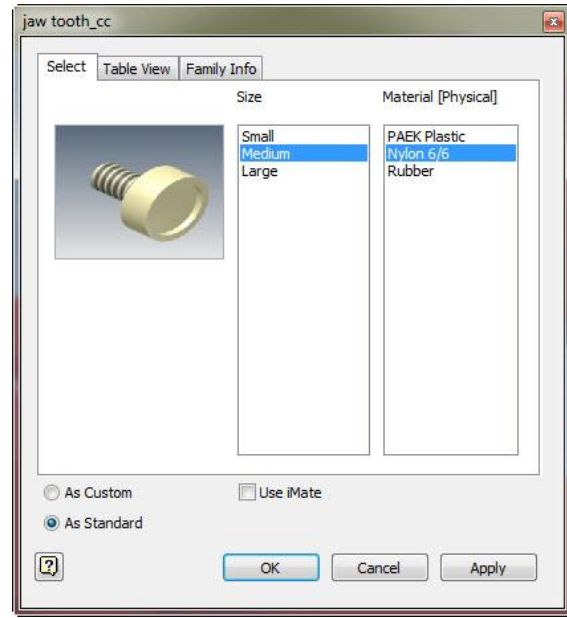 jaw tooth_cc
Select Table View Family Info
Size Material [Physical]
Small PAEK Plastic
Medium Nylon 6/6
Large Rubber
As Custom Use iMate
As Standard
? OK Cancel Apply